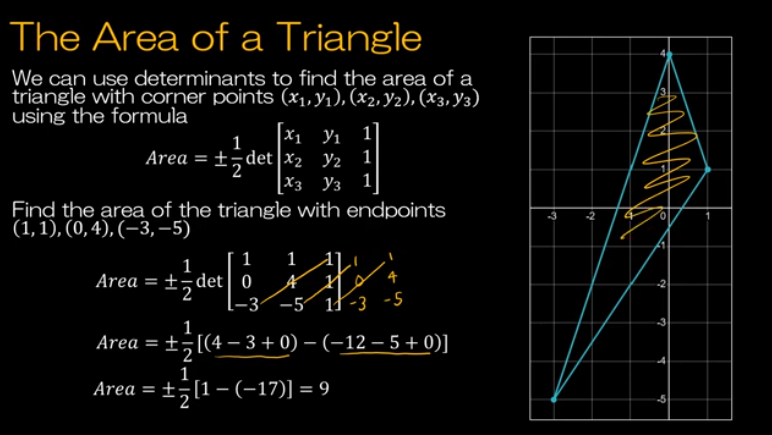 The Area of a Triangle
We can use determinants to find the area of a
triangle with corner points (x₁, y₁), (x₂, y₂), (x₃, y₃)
using the formula
Area = ± 1/2 det [x₁ y₁ 1
x₂ y₂ 1
x₃ y₃ 1]
Find the area of the triangle with endpoints
(1, 1), (0, 4), (−3, −5)
Area = ± 1/2 det [1 1 1
0 4 1
−3 −5 1]
1 1
0 4
-3 -5
Area = ± 1/2 [(4 − 3 + 0) − (−12 − 5 + 0)]
Area = ± 1/2 [1 − (−17)] = 9
4
3
2
1
-3 -2 -1 0 1
-1
-2
-3
-4
-5